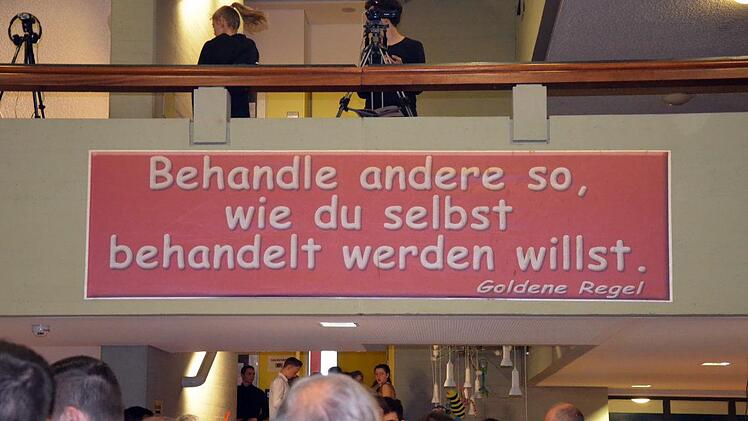 Behandle andere so,
wie du selbst
behandelt werden willst.
Goldene Regel